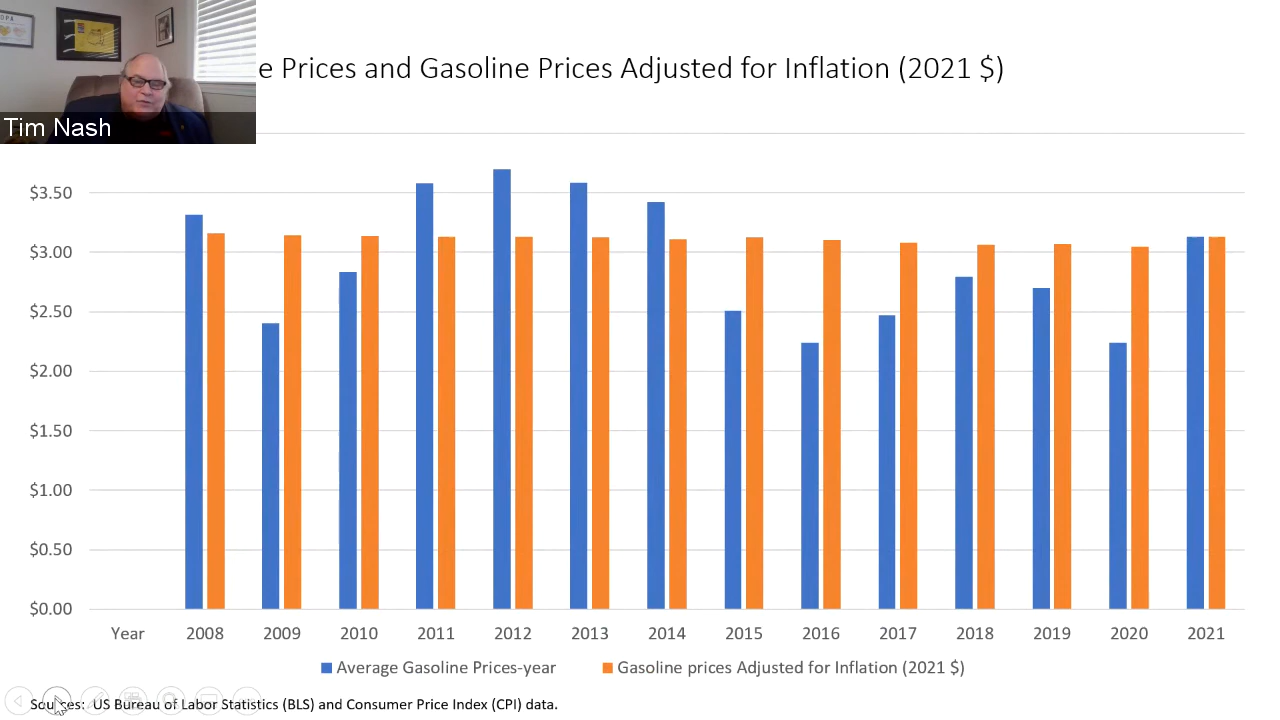 Tim Nash
e Prices and Gasoline Prices Adjusted for Inflation (2021 $)
$3.50
$3.00
$2.50
$2.00
$1.50
$1.00
$0.50
$0.00
Year 2008 2009 2010 2011 2012 2013 2014 2015 2016 2017 2018 2019 2020 2021
Average Gasoline Prices-year Gasoline prices Adjusted for Inflation (2021 $)
Sources: US Bureau of Labor Statistics (BLS) and Consumer Price Index (CPI) data.